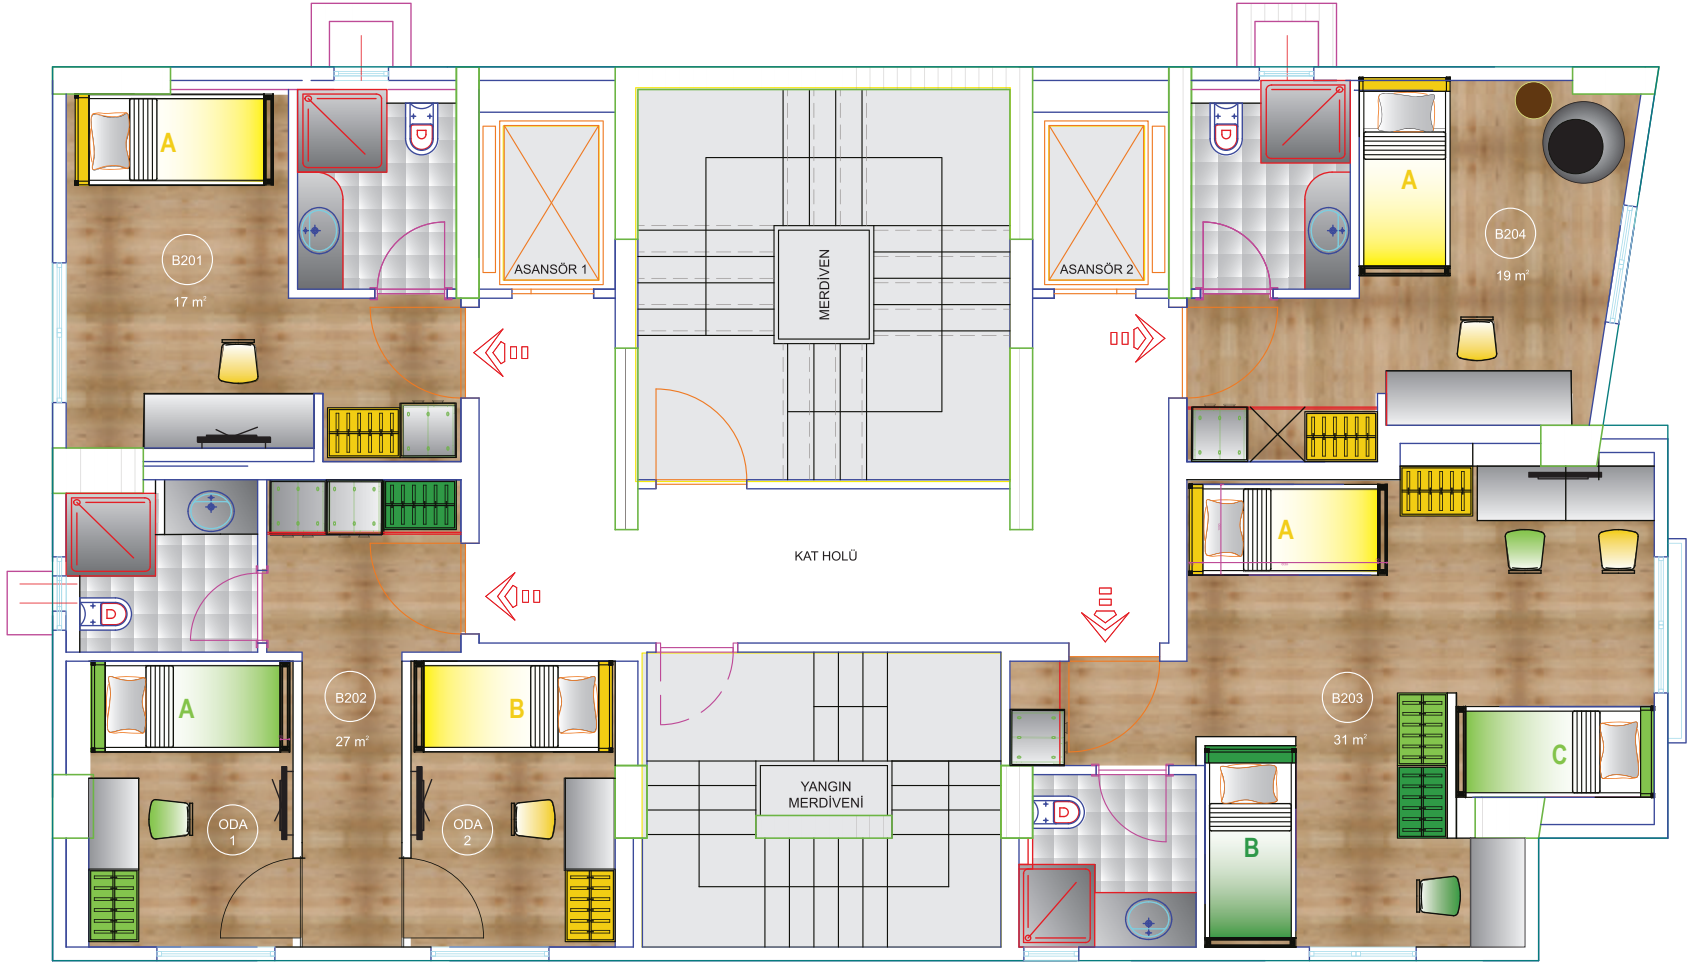 A
A
B201
17 m²
ASANSÖR 1
MERDİVEN
ASANSÖR 2
B204
19 m²
A
KAT HOLÜ
A
B
B202
27 m²
B203
31 m²
C
YANGIN
MERDİVENİ
ODA
1
ODA
2
B